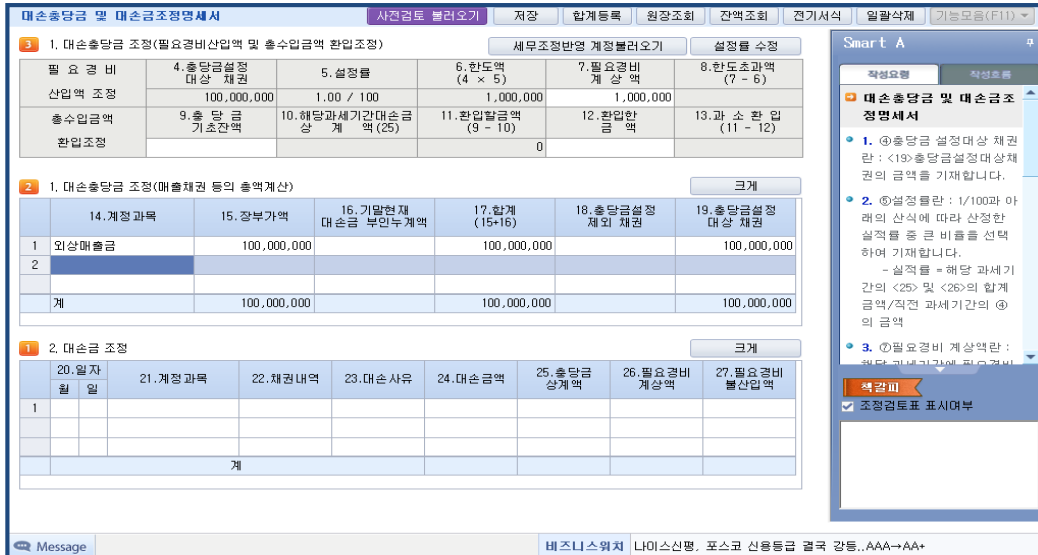 대손충당금 및 대손금조정명세서
사전검토 불러오기 저장 합계등록 원장조회 잔액조회 전기서식 일괄삭제 기능모음(F11) ▼
3 1. 대손충당금 조정(필요경비산입액 및 총수입금액 환입조정) 세무조정반영 계정불러오기 설정률 수정
필 요 경 비 산입액 조정 4.충당금설정 대상 채권 5.설정률 6.한도액 (4 × 5) 7.필요경비 계 상 액 8.한도초과액 (7 - 6)
100,000,000 1.00 / 100 1,000,000 1,000,000
총수입금액 환입조정 9.충 당 금 기초잔액 10.해당과세기간대손금 상 계 액(25) 11.환입할금액 (9 - 10) 12.환입한 금 액 13.과 소 환 입 (11 - 12)
0
2 1. 대손충당금 조정(매출채권 등의 총액계산) 크게
14.계정과목 15.장부가액 16.기말현재 대손금 부인누계액 17.합계 (15+16) 18.충당금설정 제외 채권 19.충당금설정 대상 채권
1 외상매출금 100,000,000 100,000,000 100,000,000
2
계 100,000,000 100,000,000 100,000,000
1 2. 대손금 조정 크게
20.일자 월 일 21.계정과목 22.채권내역 23.대손사유 24.대손금액 25.충당금 상계액 26.필요경비 계상액 27.필요경비 불산입액
1
계
Smart A
작성요령 작성흐름
대손충당금 및 대손금조
정명세서
1. ④충당금 설정대상 채권
란 : <19>충당금설정대상채
권의 금액을 기재합니다.
2. ⑤설정률란 : 1/100과 아
래의 산식에 따라 산정한
실적률 중 큰 비율을 선택
하여 기재합니다.
- 실적률 = 해당 과세기
간의 <25> 및 <26>의 합계
금액/직전 과세기간의 ④
의 금액
3. ⑦필요경비 계상액란 :
해당 과세기간에 필요경비
책갈피
조정검토표 표시여부
Message 비즈니스워치 나이스신평, 포스코 신용등급 결국 강등..AAA→AA+